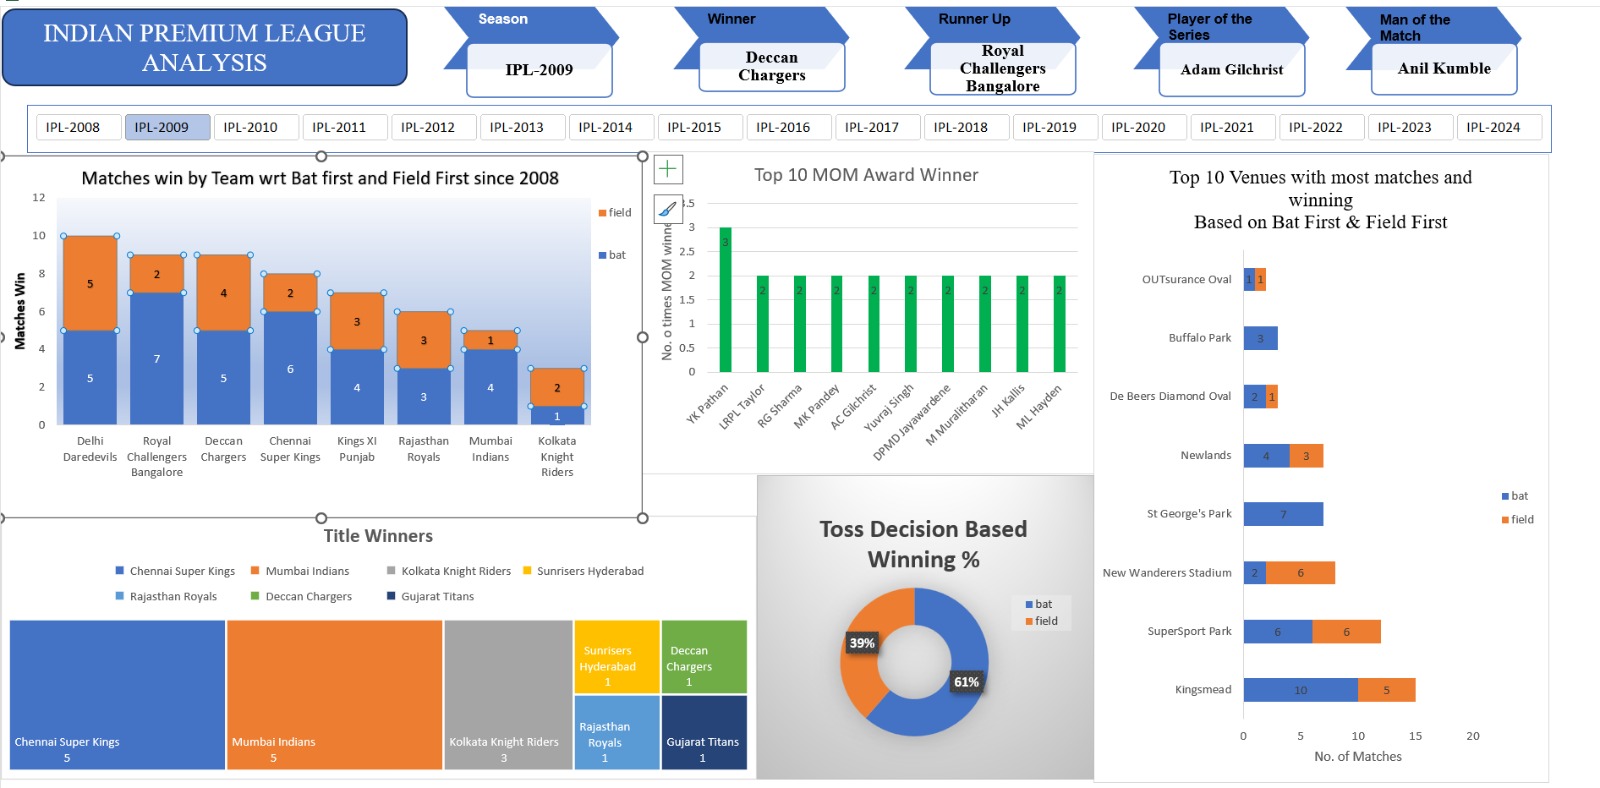 INDIAN PREMIUM LEAGUE
ANALYSIS
Season
IPL-2009
Winner
Deccan
Chargers
Runner Up
Royal
Challengers
Bangalore
Player of the
Series
Adam Gilchrist
Man of the
Match
Anil Kumble
IPL-2008
IPL-2009
IPL-2010
IPL-2011
IPL-2012
IPL-2013
IPL-2014
IPL-2015
IPL-2016
IPL-2017
IPL-2018
IPL-2019
IPL-2020
IPL-2021
IPL-2022
IPL-2023
IPL-2024
Matches win by Team wrt Bat first and Field First since 2008
Matches Win
12
10
8
6
4
2
0
5
2
4
2
3
3
1
2
5
7
5
6
4
3
4
1
Delhi
Daredevils
Royal
Challengers
Bangalore
Deccan
Chargers
Chennai
Super Kings
Kings XI
Punjab
Rajasthan
Royals
Mumbai
Indians
Kolkata
Knight
Riders
field
bat
Top 10 MOM Award Winner
No. o times MOM winne
3.5
3
2.5
2
1.5
1
0.5
0
3
2
2
2
2
2
2
2
2
2
YK Pathan
LRPL Taylor
RG Sharma
MK Pandey
AC Gilchrist
Yuvraj Singh
DPMD Jayawardene
M Muralitharan
JH Kallis
ML Hayden
Top 10 Venues with most matches and
winning
Based on Bat First & Field First
OUTsurance Oval
1
1
Buffalo Park
3
De Beers Diamond Oval
2
1
Newlands
4
3
St George's Park
7
New Wanderers Stadium
2
6
SuperSport Park
6
6
Kingsmead
10
5
0
5
10
15
20
No. of Matches
bat
field
Title Winners
Chennai Super Kings
Mumbai Indians
Kolkata Knight Riders
Sunrisers Hyderabad
Rajasthan Royals
Deccan Chargers
Gujarat Titans
Chennai Super Kings
5
Mumbai Indians
5
Kolkata Knight Riders
3
Sunrisers
Hyderabad
1
Deccan
Chargers
1
Rajasthan
Royals
1
Gujarat Titans
1
Toss Decision Based
Winning %
39%
61%
bat
field